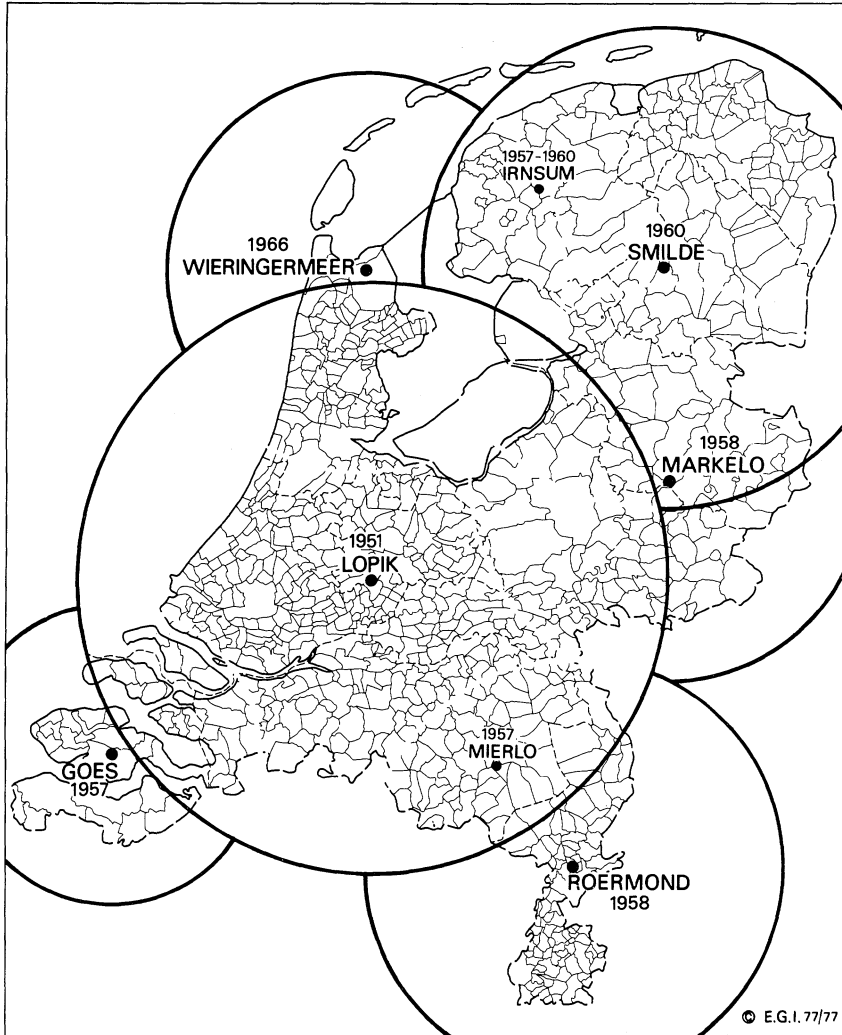 1957-1960
IRNSUM
1960
SMILDE
1966
WIERINGERMEER
1958
MARKELO
1951
LOPIK
1957
MIERLO
GOES
1957
ROERMOND
1958
© E.G.I. 77/77